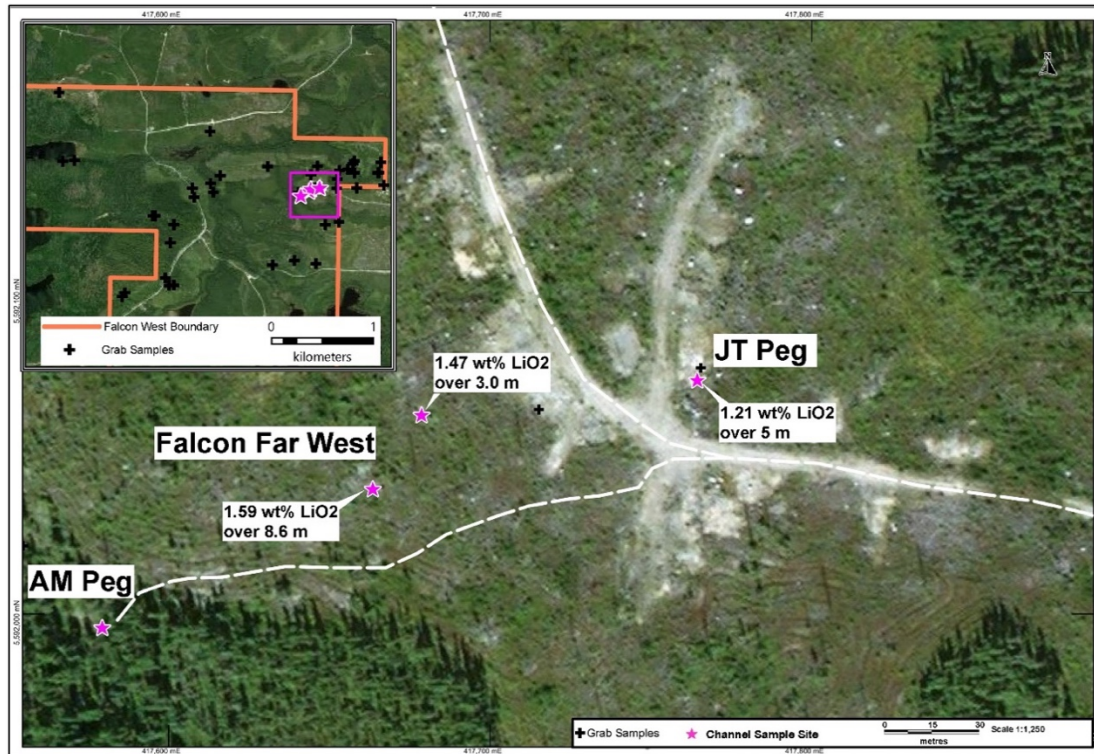 417,600 mE
417,700 mE
417,800 mE
N
Falcon West Boundary
Grab Samples
0 1
kilometers
5,592,100 mN
1.47 wt% LiO2
over 3.0 m
JT Peg
1.21 wt% LiO2
over 5 m
Falcon Far West
1.59 wt% LiO2
over 8.6 m
AM Peg
5,592,000 mN
Grab Samples
Channel Sample Site
0 15 30
metres
Scale 1:1,250
417,600 mE
417,700 mE
417,800 mE